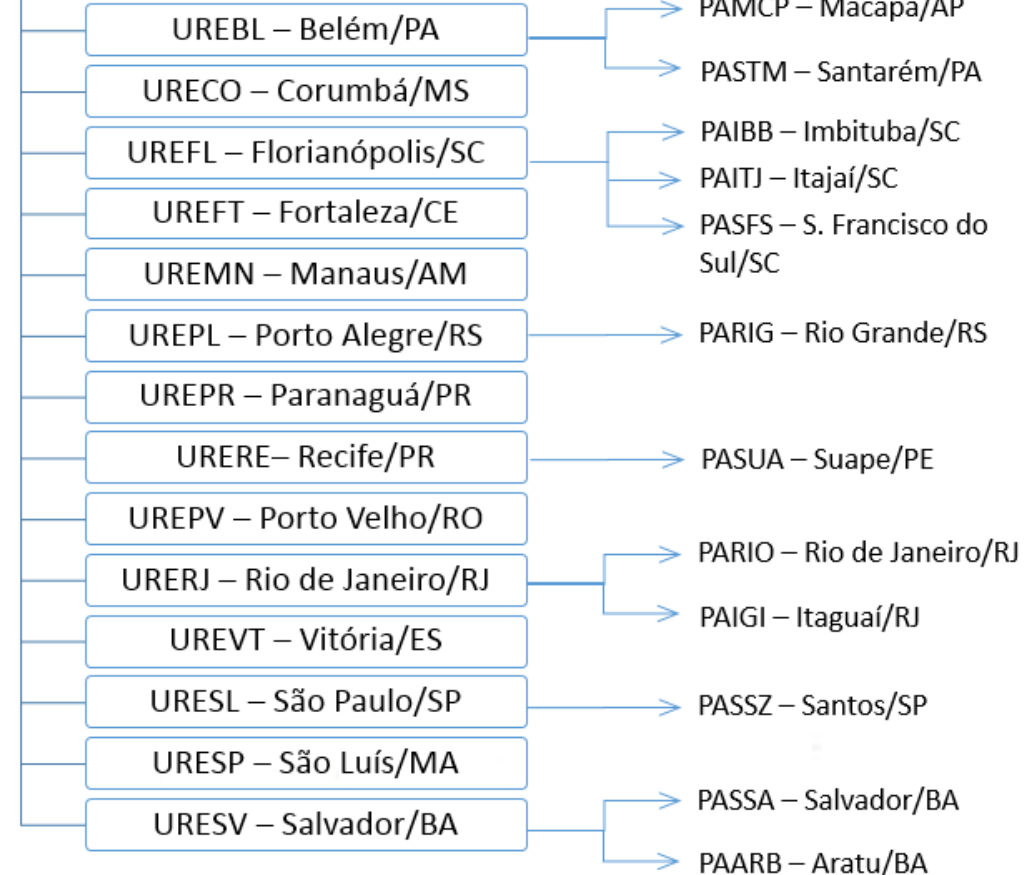 UREBL – Belém/PA
PAMCP – Macapá/AP
PASTM – Santarém/PA
URECO – Corumbá/MS
UREFL – Florianópolis/SC
PAIBB – Imbituba/SC
PAITJ – Itajaí/SC
PASFS – S. Francisco do
Sul/SC
UREFT – Fortaleza/CE
UREMN – Manaus/AM
UREPL – Porto Alegre/RS
PARIG – Rio Grande/RS
UREPR – Paranaguá/PR
URERE– Recife/PR
PASUA – Suape/PE
UREPV – Porto Velho/RO
URERJ – Rio de Janeiro/RJ
PARIO – Rio de Janeiro/RJ
PAIGI – Itaguaí/RJ
UREVT – Vitória/ES
URESL – São Paulo/SP
PASSZ – Santos/SP
URESP – São Luís/MA
URESV – Salvador/BA
PASSA – Salvador/BA
PAARB – Aratu/BA